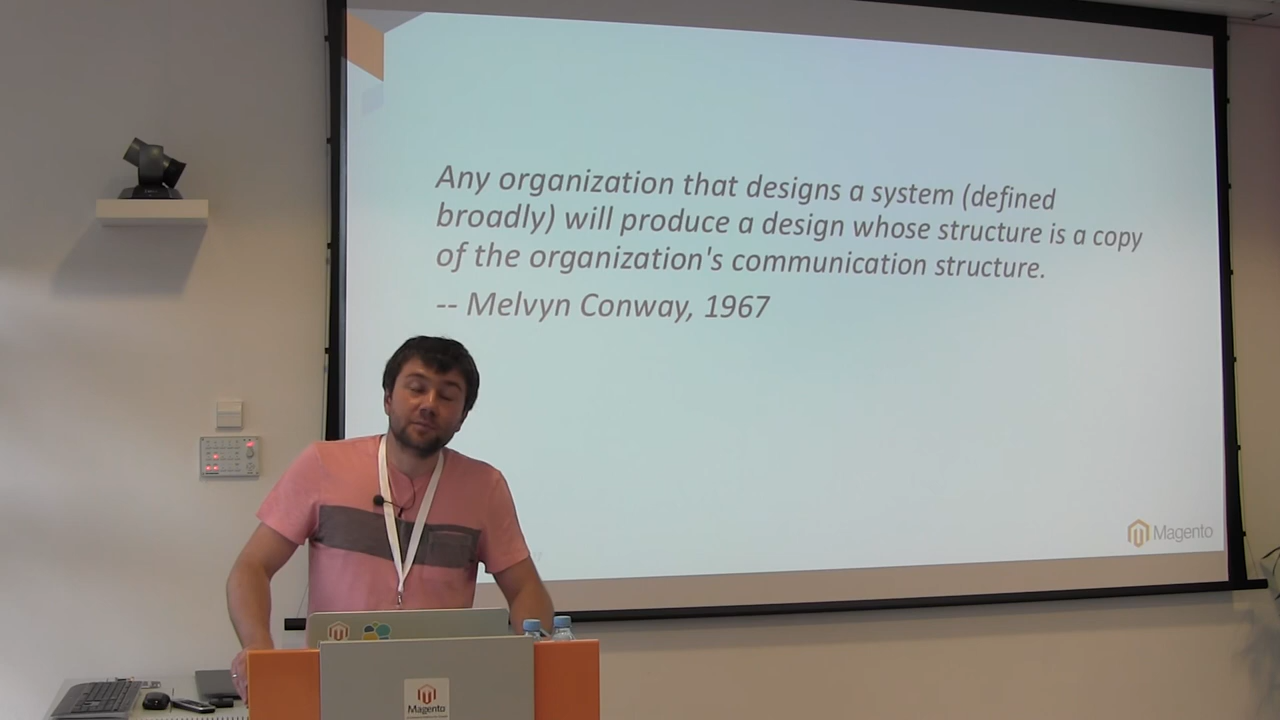 Any organization that designs a system (defined
broadly) will produce a design whose structure is a copy
of the organization's communication structure.
-- Melvyn Conway, 1967
Magento
Magento